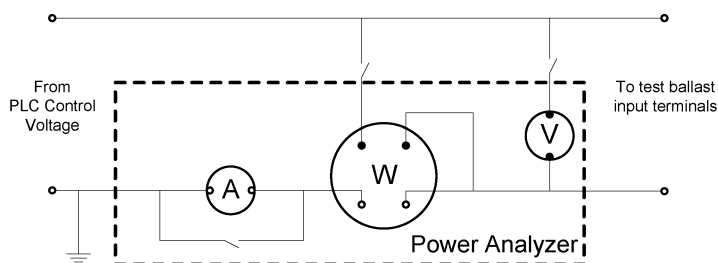 From
PLC Control
Voltage
To test ballast
input terminals
V
W
A
Power Analyzer